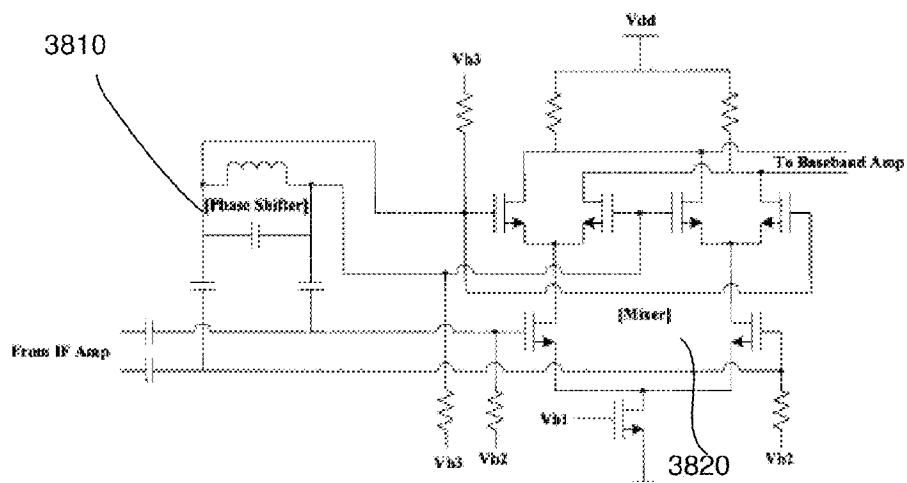 3810
Vdd
Vb3
To Baseband Amp
[Phase Shifter]
[Mixer]
From IF Amp
Vb1
Vb3
Vb2
3820
Vb2